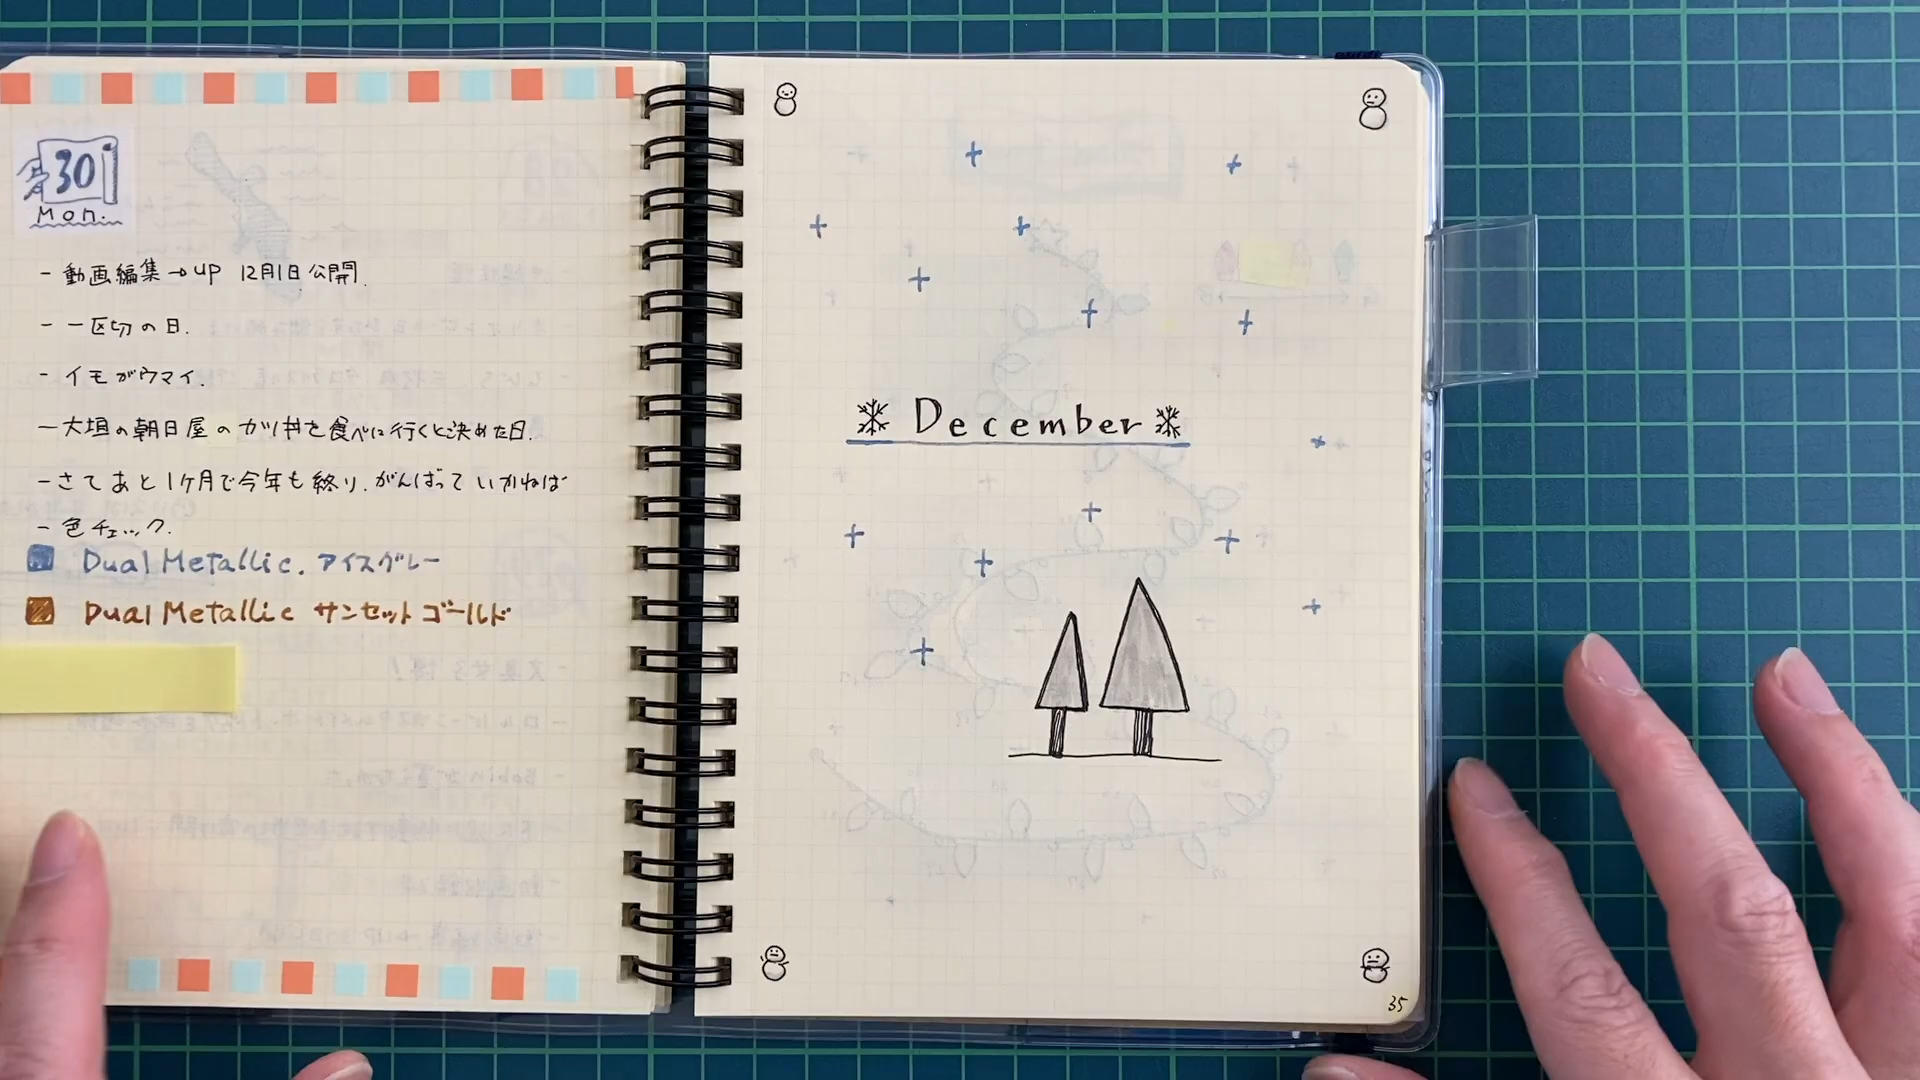 30
Mon.
- 動画編集→up 12月1日公開.
- 一区切の日.
- イモがウマイ.
- 大垣の朝日屋のカツ丼を食べに行くと決めた日.
- さてあと1ヶ月で今年も終り.がんばっていかねば
- 色チェック.
Dual Metallic. アイスグレー
Dual Metallic サンセットゴールド
December
35